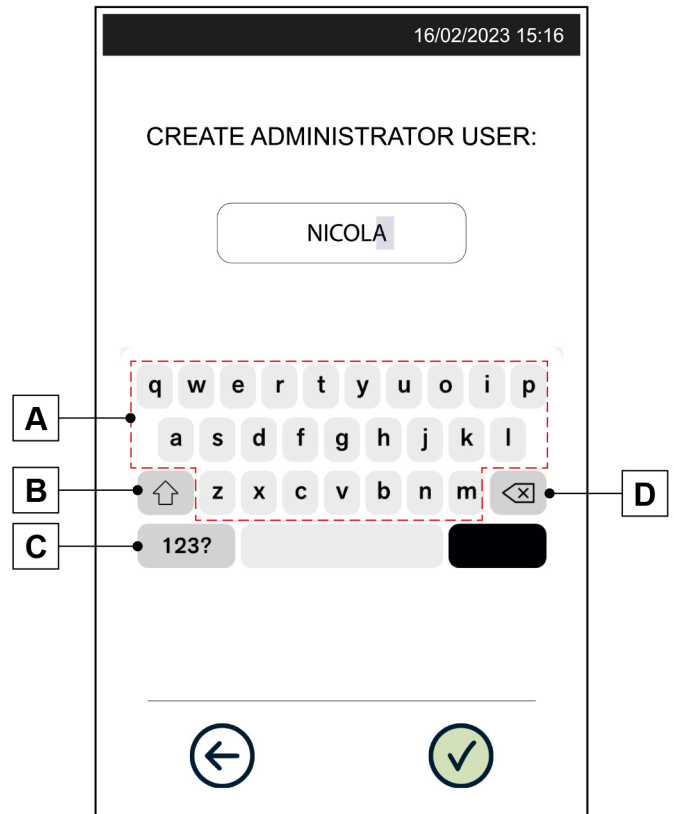 16/02/2023 15:16
CREATE ADMINISTRATOR USER:
NICOLA
q w e r t y u o i p
A
a s d f g h j k l
B
z x c v b n m
D
C
123?